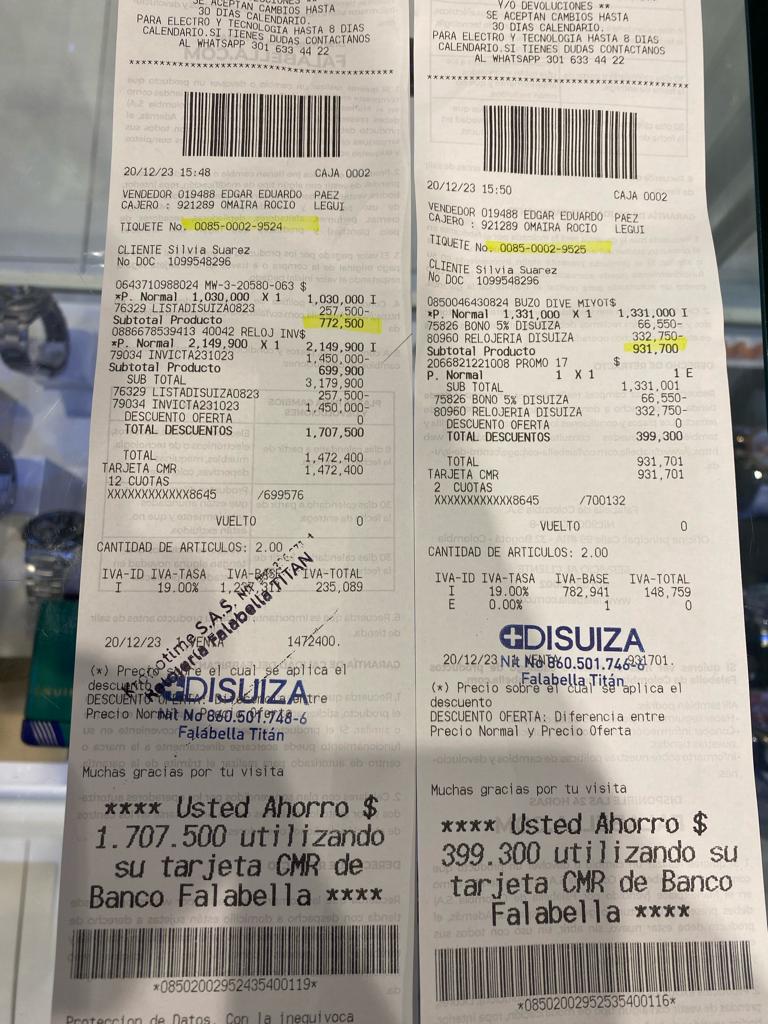 SE ACEPTAN CAMBIOS HASTA
30 DIAS CALENDARIO.
PARA ELECTRO Y TECNOLOGIA HASTA 8 DIAS
CALENDARIO.SI TIENES DUDAS CONTACTANOS
AL WHATSAPP 301 633 44 22
20/12/23 15:48 CAJA 0002
VENDEDOR 019488 EDGAR EDUARDO PAEZ
CAJERO : 921289 OMAIRA ROCIO LEGUI
TIQUETE No. 0085-0002-9524
CLIENTE Silvia Suarez
No DOC 1099548296
0643710988024 MW-3-20580-063 $
*P. Normal 1,030,000 X 1 1,030,000 I
76329 LISTADISUIZA0823 257,500-
Subtotal Producto 772,500
0886678539413 40042 RELOJ INV$
*P. Normal 2,149,900 X 1 2,149,900 I
79034 INVICTA231023 1,450,000-
Subtotal Producto 699,900
SUB TOTAL 3,179,900
76329 LISTADISUIZA0823 257,500-
79034 INVICTA231023 1,450,000-
DESCUENTO OFERTA 0
TOTAL DESCUENTOS 1,707,500
TOTAL 1,472,400
TARJETA CMR 1,472,400
12 CUOTAS
XXXXXXXXXXXX8645 /699576
VUELTO 0
CANTIDAD DE ARTICULOS: 2.00
IVA-ID IVA-TASA IVA-BASE IVA-TOTAL
I 19.00% 235,089
S.A.S.
Falabella TITAN
20/12/23 VENTA 1472400.
(*) Precio sobre el cual se aplica el
descuento
DISUIZA
DESCUENTO OFERTA: Diferencia entre
Precio Normal y Precio Oferta
Nit No 860.501.746-6
Falabella Titán
Muchas gracias por tu visita
**** Usted Ahorro $
1.707.500 utilizando
su tarjeta CMR de
Banco Falabella ****
*08502002952435400119*
Proteccion de Datos. Con la inequivoca
Y/O DEVOLUCIONES **
SE ACEPTAN CAMBIOS HASTA
30 DIAS CALENDARIO.
PARA ELECTRO Y TECNOLOGIA HASTA 8 DIAS
CALENDARIO.SI TIENES DUDAS CONTACTANOS
AL WHATSAPP 301 633 44 22
20/12/23 15:50 CAJA 0002
VENDEDOR 019488 EDGAR EDUARDO PAEZ
CAJERO : 921289 OMAIRA ROCIO LEGUI
TIQUETE No. 0085-0002-9525
CLIENTE Silvia Suarez
No DOC 1099548296
0850046430824 BUZO DIVE MIYOT$
*P. Normal 1,331,000 X 1 1,331,000 I
75826 BONO 5% DISUIZA 66,550-
80960 RELOJERIA DISUIZA 332,750-
Subtotal Producto 931,700
2066821221008 PROMO 17 $
P. Normal 1 X 1 1 E
SUB TOTAL 1,331,001
75826 BONO 5% DISUIZA 66,550-
80960 RELOJERIA DISUIZA 332,750-
DESCUENTO OFERTA 0
TOTAL DESCUENTOS 399,300
TOTAL 931,701
TARJETA CMR 931,701
2 CUOTAS
XXXXXXXXXXXX8645 /700132
VUELTO 0
CANTIDAD DE ARTICULOS: 2.00
IVA-ID IVA-TASA IVA-BASE IVA-TOTAL
I 19.00% 782,941 148,759
E 0.00% 1 0
DISUIZA
20/12/23 VENTA 931701.
Nit No 860.501.746-6
Falabella Titán
(*) Precio sobre el cual se aplica el
descuento
DESCUENTO OFERTA: Diferencia entre
Precio Normal y Precio Oferta
Muchas gracias por tu visita
**** Usted Ahorro $
399.300 utilizando su
tarjeta CMR de Banco
Falabella ****
*08502002952535400116*